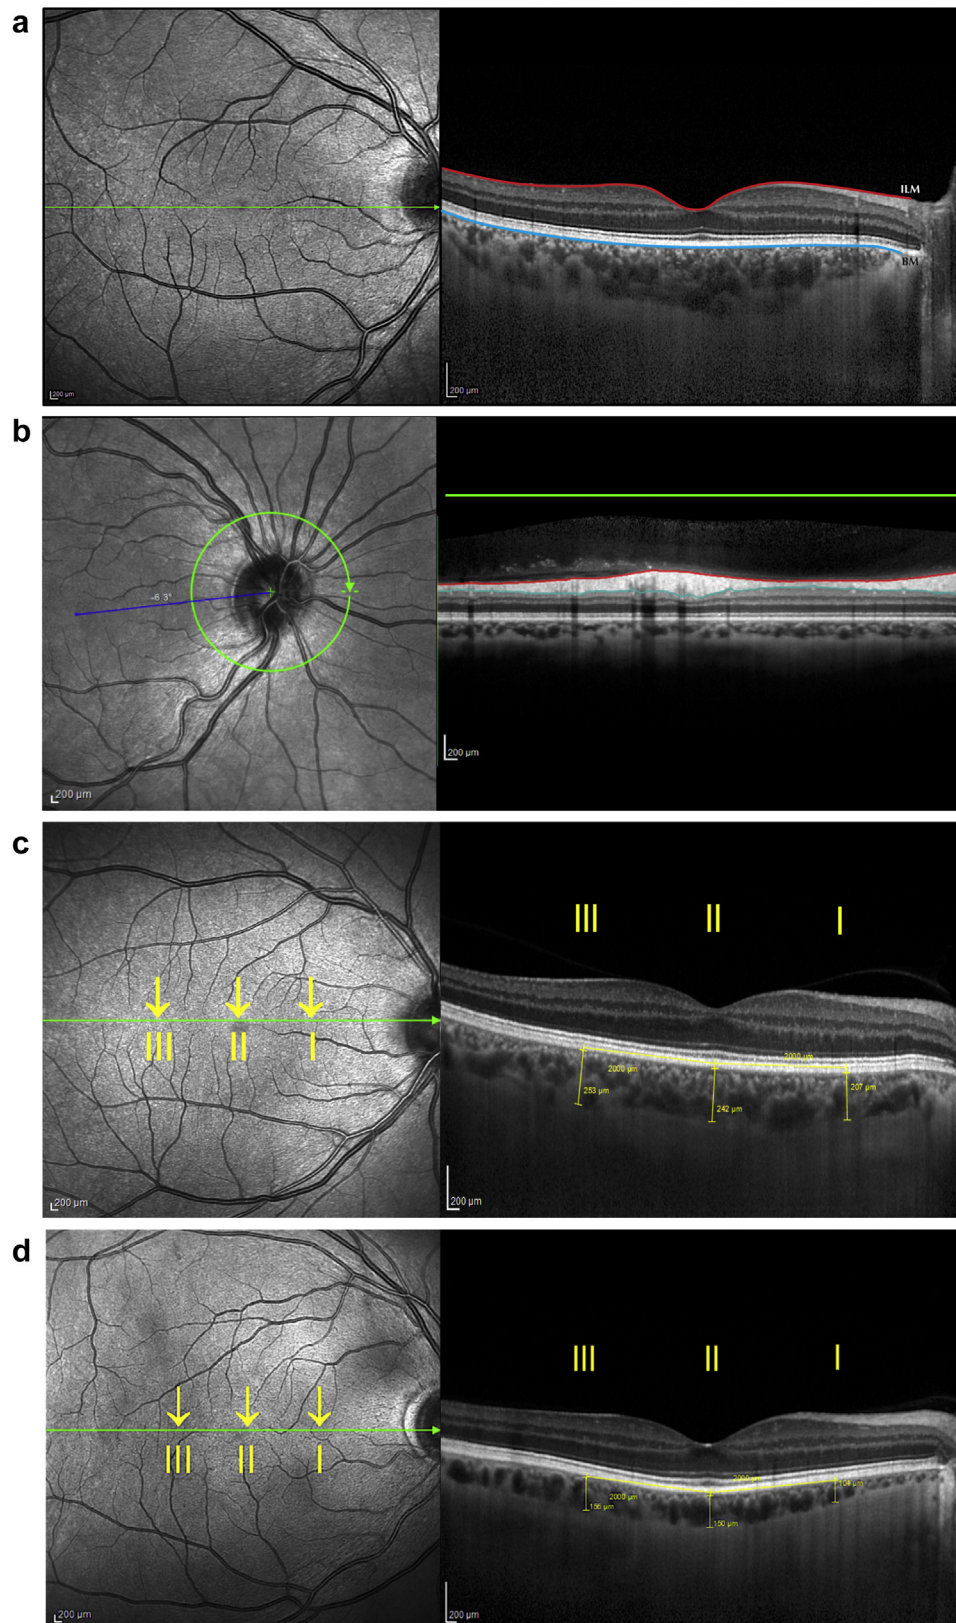 a
ILM
BM
200 µm
200 µm
b
-6.3°
200 µm
200 µm
c
III II I
III II I
2000 µm
2000 µm
253 µm
242 µm
207 µm
200 µm
200 µm
d
III II I
III II I
2000 µm
2000 µm
156 µm
150 µm
104 µm
200 µm
200 µm